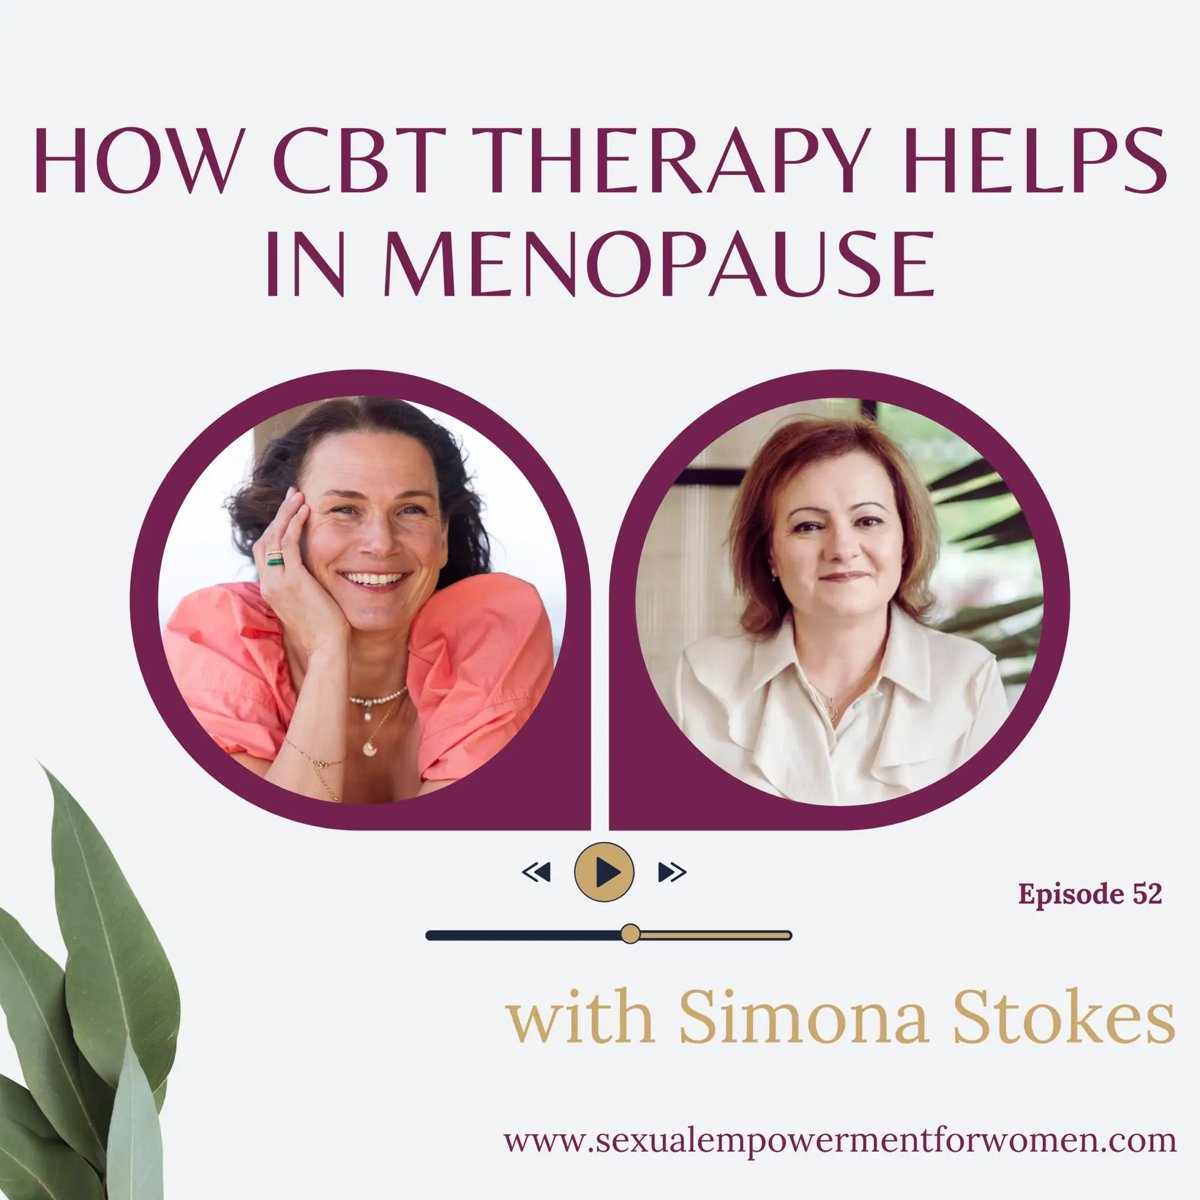 HOW CBT THERAPY HELPS
IN MENOPAUSE
Episode 52
with Simona Stokes
www.sexualempowermentforwomen.com